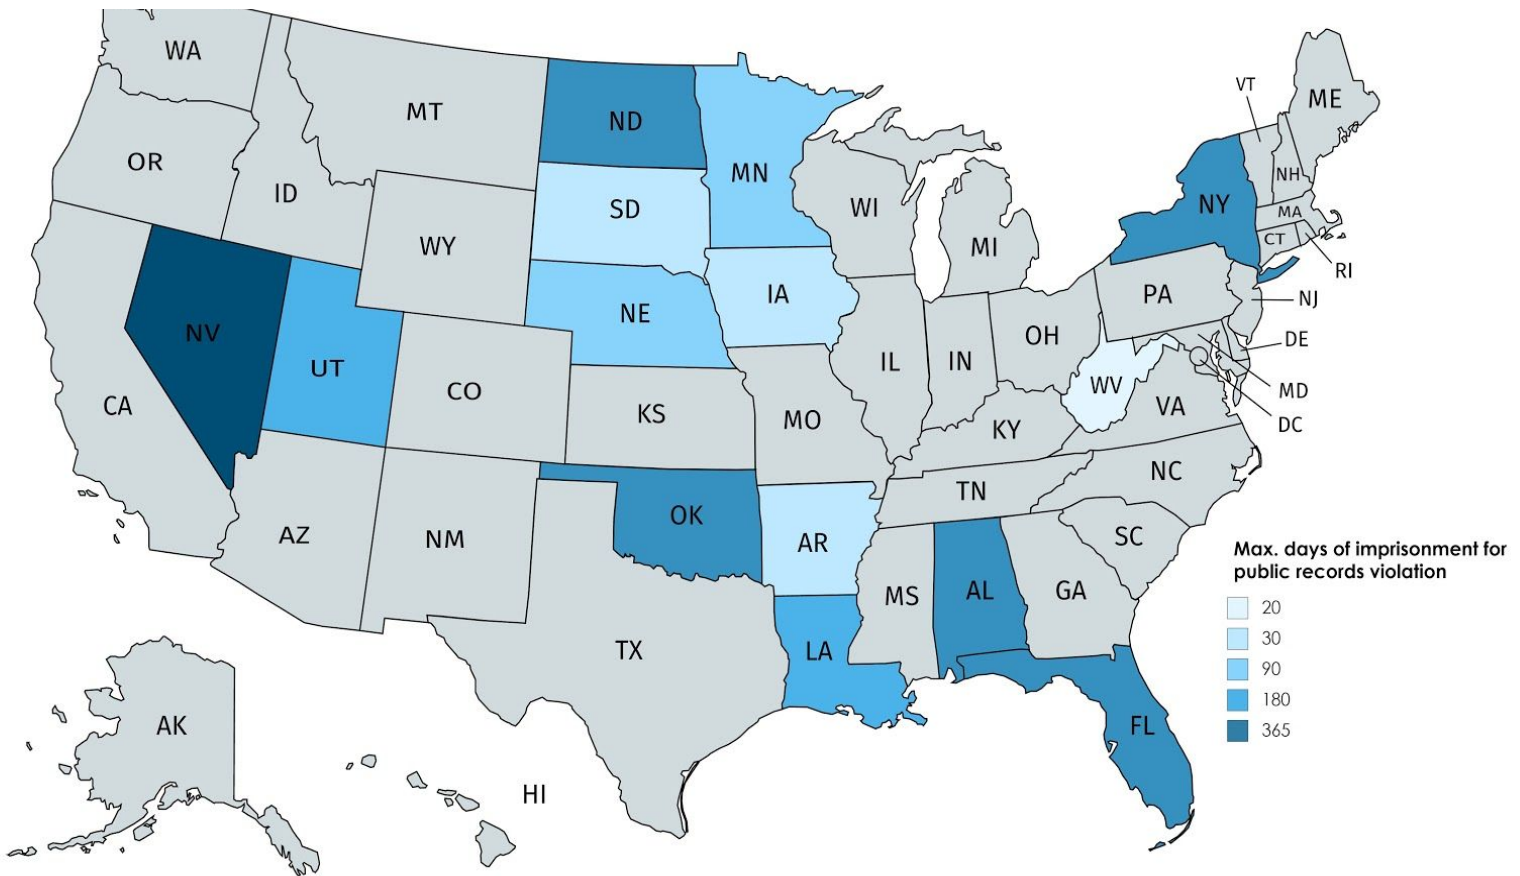 WA
MT
ND
MN
VT
ME
OR
ID
SD
WI
MI
NY
NH
MA
CT
RI
WY
IA
NE
PA
NJ
NV
UT
CO
IL
IN
OH
DE
WV
MD
DC
CA
KS
MO
KY
VA
AZ
NM
OK
AR
TN
NC
SC
MS
AL
GA
TX
LA
FL
AK
HI
Max. days of imprisonment for
public records violation
20
30
90
180
365